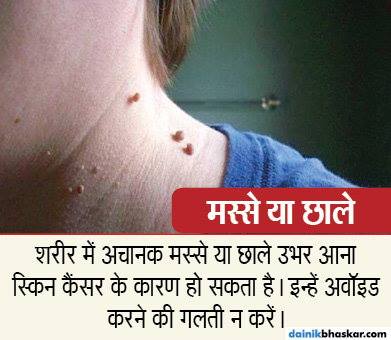 मस्से या छाले
शरीर में अचानक मस्से या छाले उभर आना
स्किन कैंसर के कारण हो सकता है। इन्हें अवॉइड
करने की गलती न करें।
dainikbhaskar.com